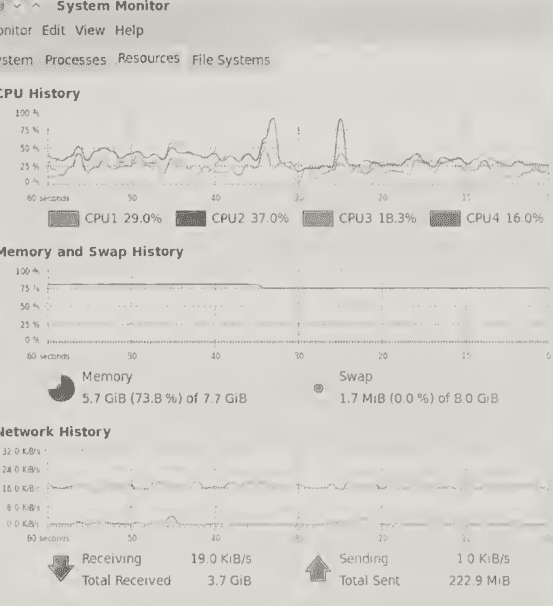 System Monitor
onitor Edit View Help
ystem Processes Resources File Systems
CPU History
100 %
75 %
50 %
25 %
0 %
60 seconds 50 40 30 20 10 0
CPU1 29.0% CPU2 37.0% CPU3 18.3% CPU4 16.0%
Memory and Swap History
100 %
75 %
50 %
25 %
0 %
60 seconds 50 40 30 20 10 0
Memory Swap
5.7 GiB (73.8 %) of 7.7 GiB 1.7 MiB (0.0 %) of 8.0 GiB
Network History
32.0 KiB/s
24.0 KiB/s
16.0 KiB/s
8.0 KiB/s
0.0 KiB/s
60 seconds 50 40 30 20 10 0
Receiving 19.0 KiB/s Sending 1.0 KiB/s
Total Received 3.7 GiB Total Sent 222.9 MiB